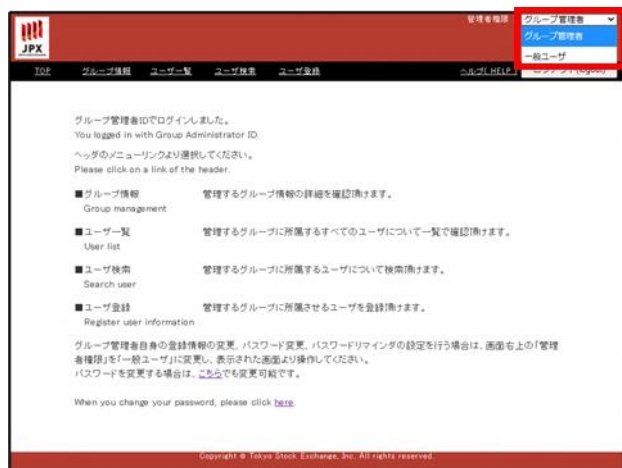 JPX
管理者権限 グループ管理者
グループ管理者
一般ユーザ
TOP グループ情報 ユーザ一覧 ユーザ検索 ユーザ登録 ヘルプ( HELP ) ログアウト(logout)
グループ管理者IDでログインしました。
You logged in with Group Administrator ID.
ヘッダのメニューリンクより選択してください。
Please click on a link of the header.
■グループ情報 管理するグループ情報の詳細を確認頂けます。
Group management
■ユーザ一覧 管理するグループに所属するすべてのユーザについて一覧で確認頂けます。
User list
■ユーザ検索 管理するグループに所属するユーザについて検索頂けます。
Search user
■ユーザ登録 管理するグループに所属させるユーザを登録頂けます。
Register user information
グループ管理者自身の登録情報の変更、パスワード変更、パスワードリマインダの設定を行う場合は、画面右上の「管理
者権限」を「一般ユーザ」に変更し、表示された画面より操作してください。
パスワードを変更する場合は、こちらでも変更可能です。
When you change your password, please click here.
Copyright © Tokyo Stock Exchange, Inc. All rights reserved.